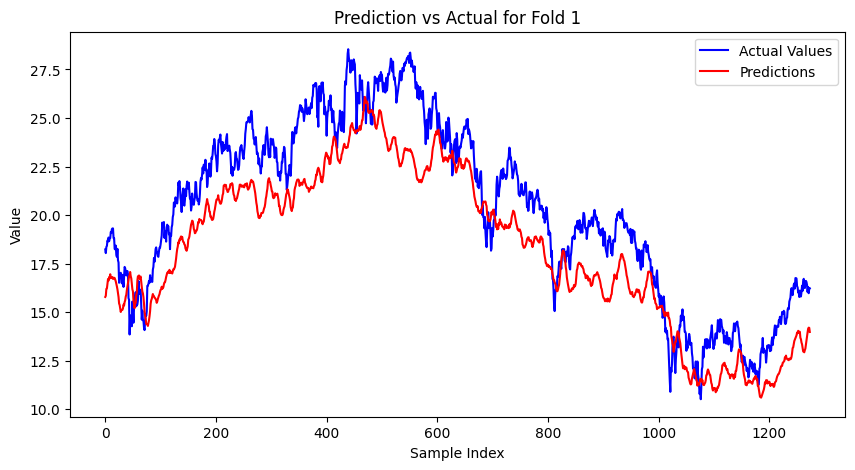 Prediction vs Actual for Fold 1
Actual Values
Predictions
Value
27.5
25.0
22.5
20.0
17.5
15.0
12.5
10.0
0 200 400 600 800 1000 1200
Sample Index